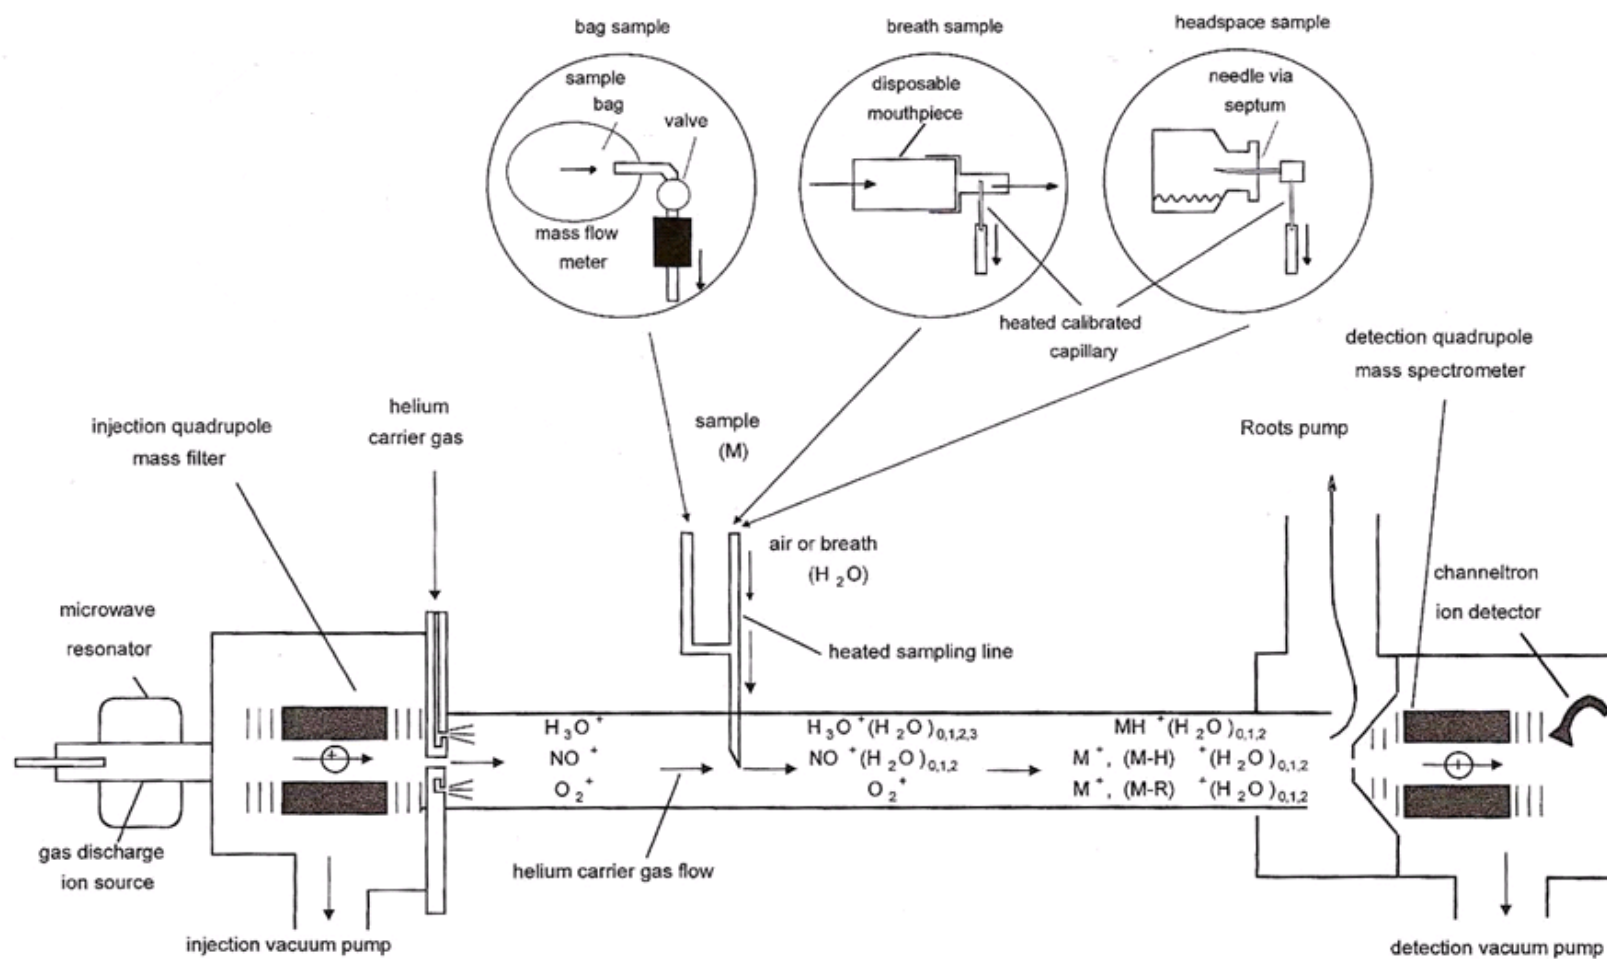 bag sample
breath sample
headspace sample
sample
bag
valve
mass flow
meter
disposable
mouthpiece
needle via
septum
heated calibrated
capillary
detection quadrupole
mass spectrometer
helium
carrier gas
injection quadrupole
mass filter
sample
(M)
Roots pump
air or breath
(H2O)
channeltron
ion detector
microwave
resonator
heated sampling line
H3O+
NO+
O2+
H3O+(H2O)0,1,2,3
NO+(H2O)0,1,2
O2+
MH+(H2O)0,1,2
M+, (M-H)+(H2O)0,1,2
M+, (M-R)+(H2O)0,1,2
gas discharge
ion source
helium carrier gas flow
injection vacuum pump
detection vacuum pump
+
+